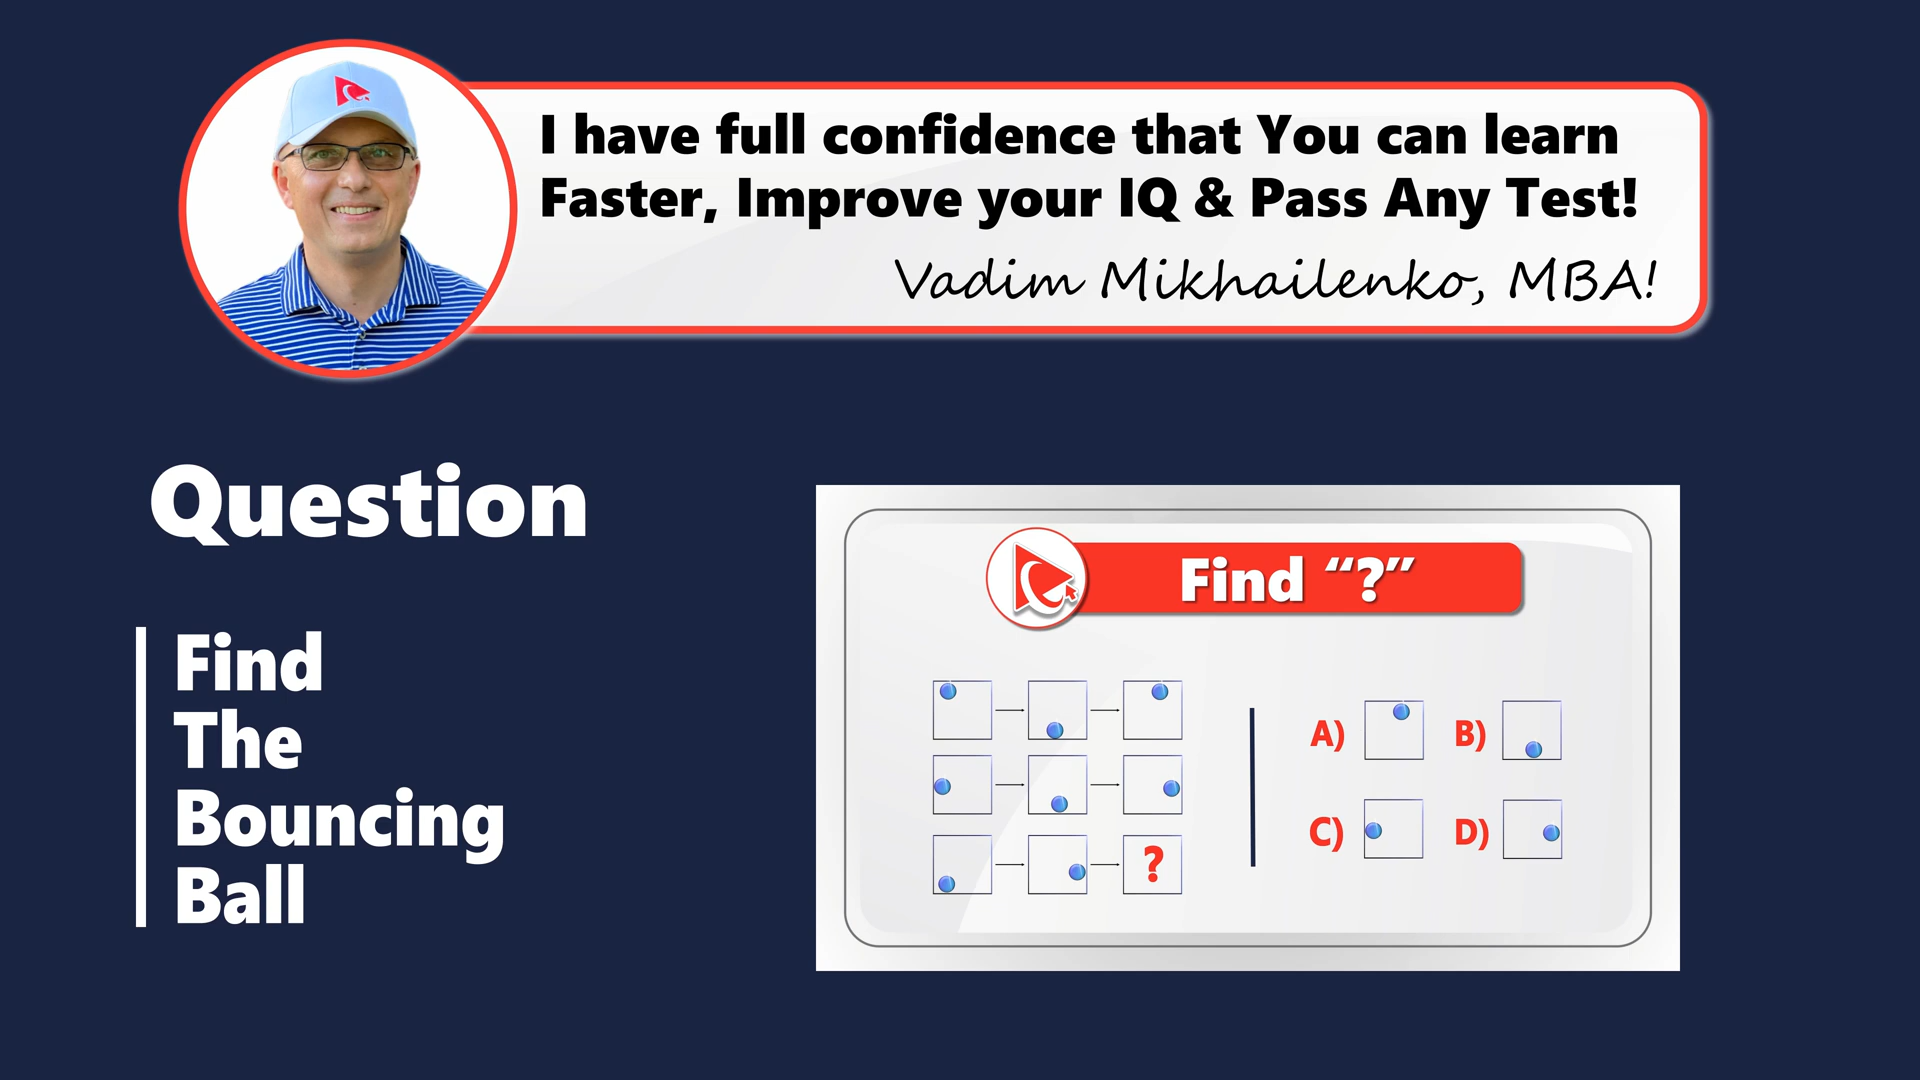 I have full confidence that You can learn
Faster, Improve your IQ & Pass Any Test!
Vadim Mikhailenko, MBA!
Question
Find
The
Bouncing
Ball
Find “?”
?
A)
B)
C)
D)